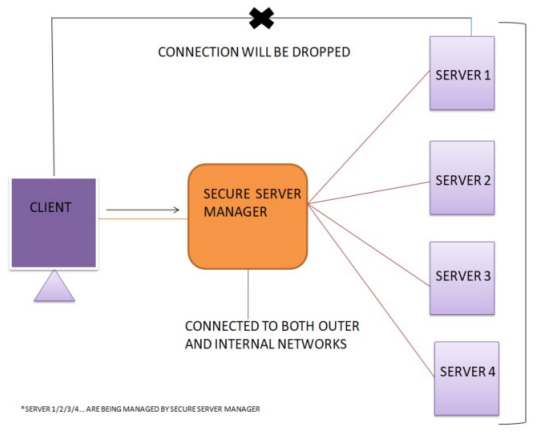 CONNECTION WILL BE DROPPED
SERVER 1
SERVER 2
CLIENT
SECURE SERVER
MANAGER
SERVER 3
CONNECTED TO BOTH OUTER
AND INTERNAL NETWORKS
SERVER 4
*SERVER 1/2/3/4... ARE BEING MANAGED BY SECURE SERVER MANAGER